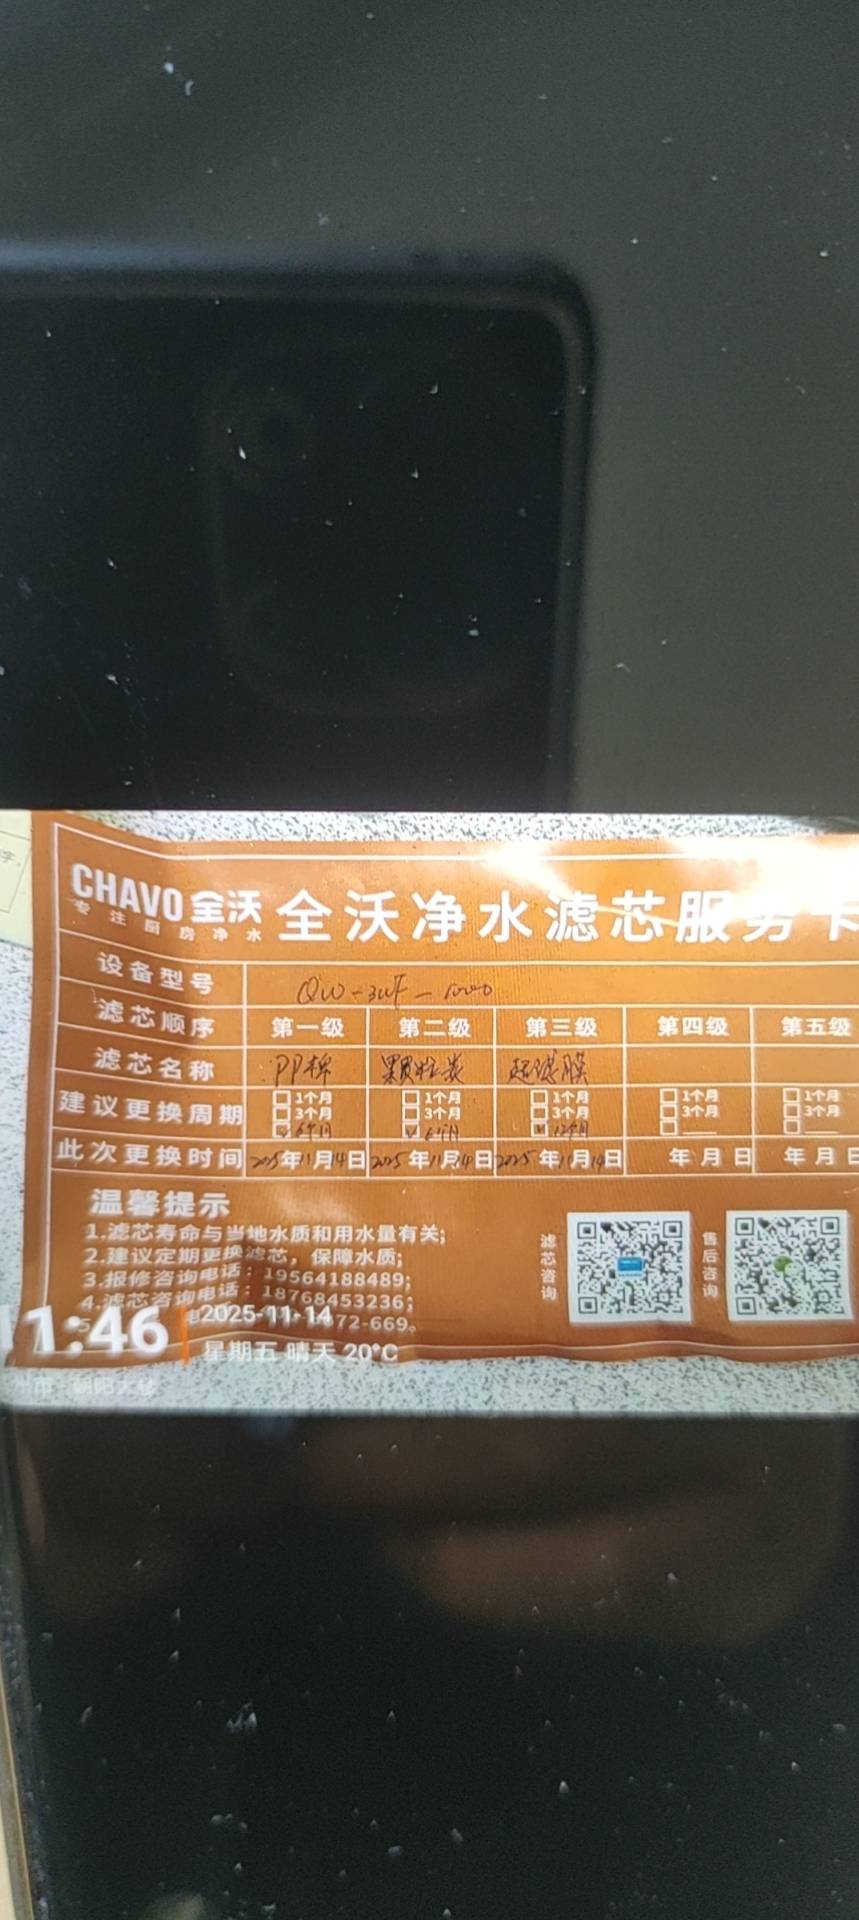 CHAVO 全沃
专注厨房净水
全沃净水滤芯服务卡
设备型号 QW-3UF-1000
滤芯顺序 第一级 第二级 第三级 第四级 第五级
滤芯名称 PP棉 颗粒炭 超滤膜
建议更换周期
1个月 1个月 1个月 1个月 1个月
3个月 3个月 3个月 3个月 3个月
6个月 6个月 12个月
此次更换时间 2025年11月14日 2025年11月14日 2025年11月14日 年 月 日 年 月 日
温馨提示
1.滤芯寿命与当地水质和用水量有关;
2.建议定期更换滤芯，保障水质;
3.报修咨询电话：19564188489;
4.滤芯咨询电话：18768453236;
72-669。
滤芯咨询
售后咨询
11:46
2025-11-14
星期五 晴天 20°C
州市